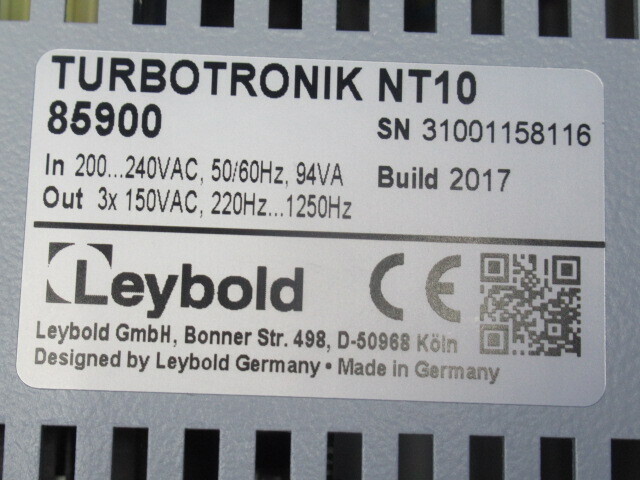 TURBOTRONIK NT10
85900
SN 31001158116
In 200...240VAC, 50/60Hz, 94VA
Build 2017
Out 3x 150VAC, 220Hz...1250Hz
Leybold
CE
Leybold GmbH, Bonner Str. 498, D-50968 Köln
Designed by Leybold Germany • Made in Germany